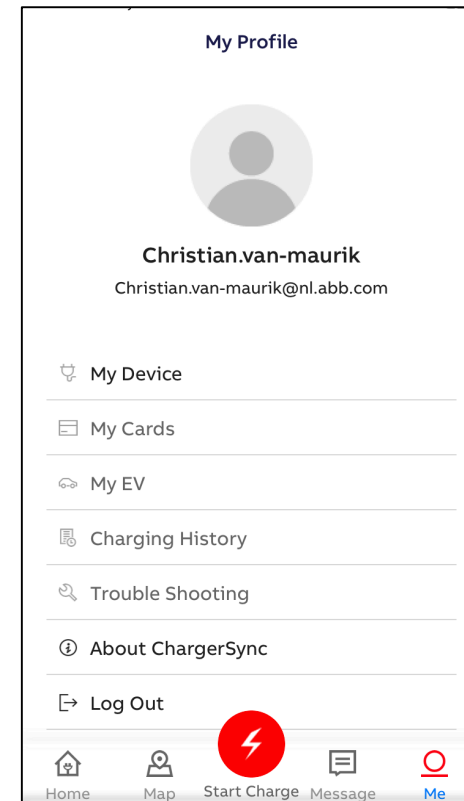 My Profile
Christian.van-maurik
Christian.van-maurik@nl.abb.com
My Device
My Cards
My EV
Charging History
Trouble Shooting
About ChargerSync
Log Out
Home Map Start Charge Message Me